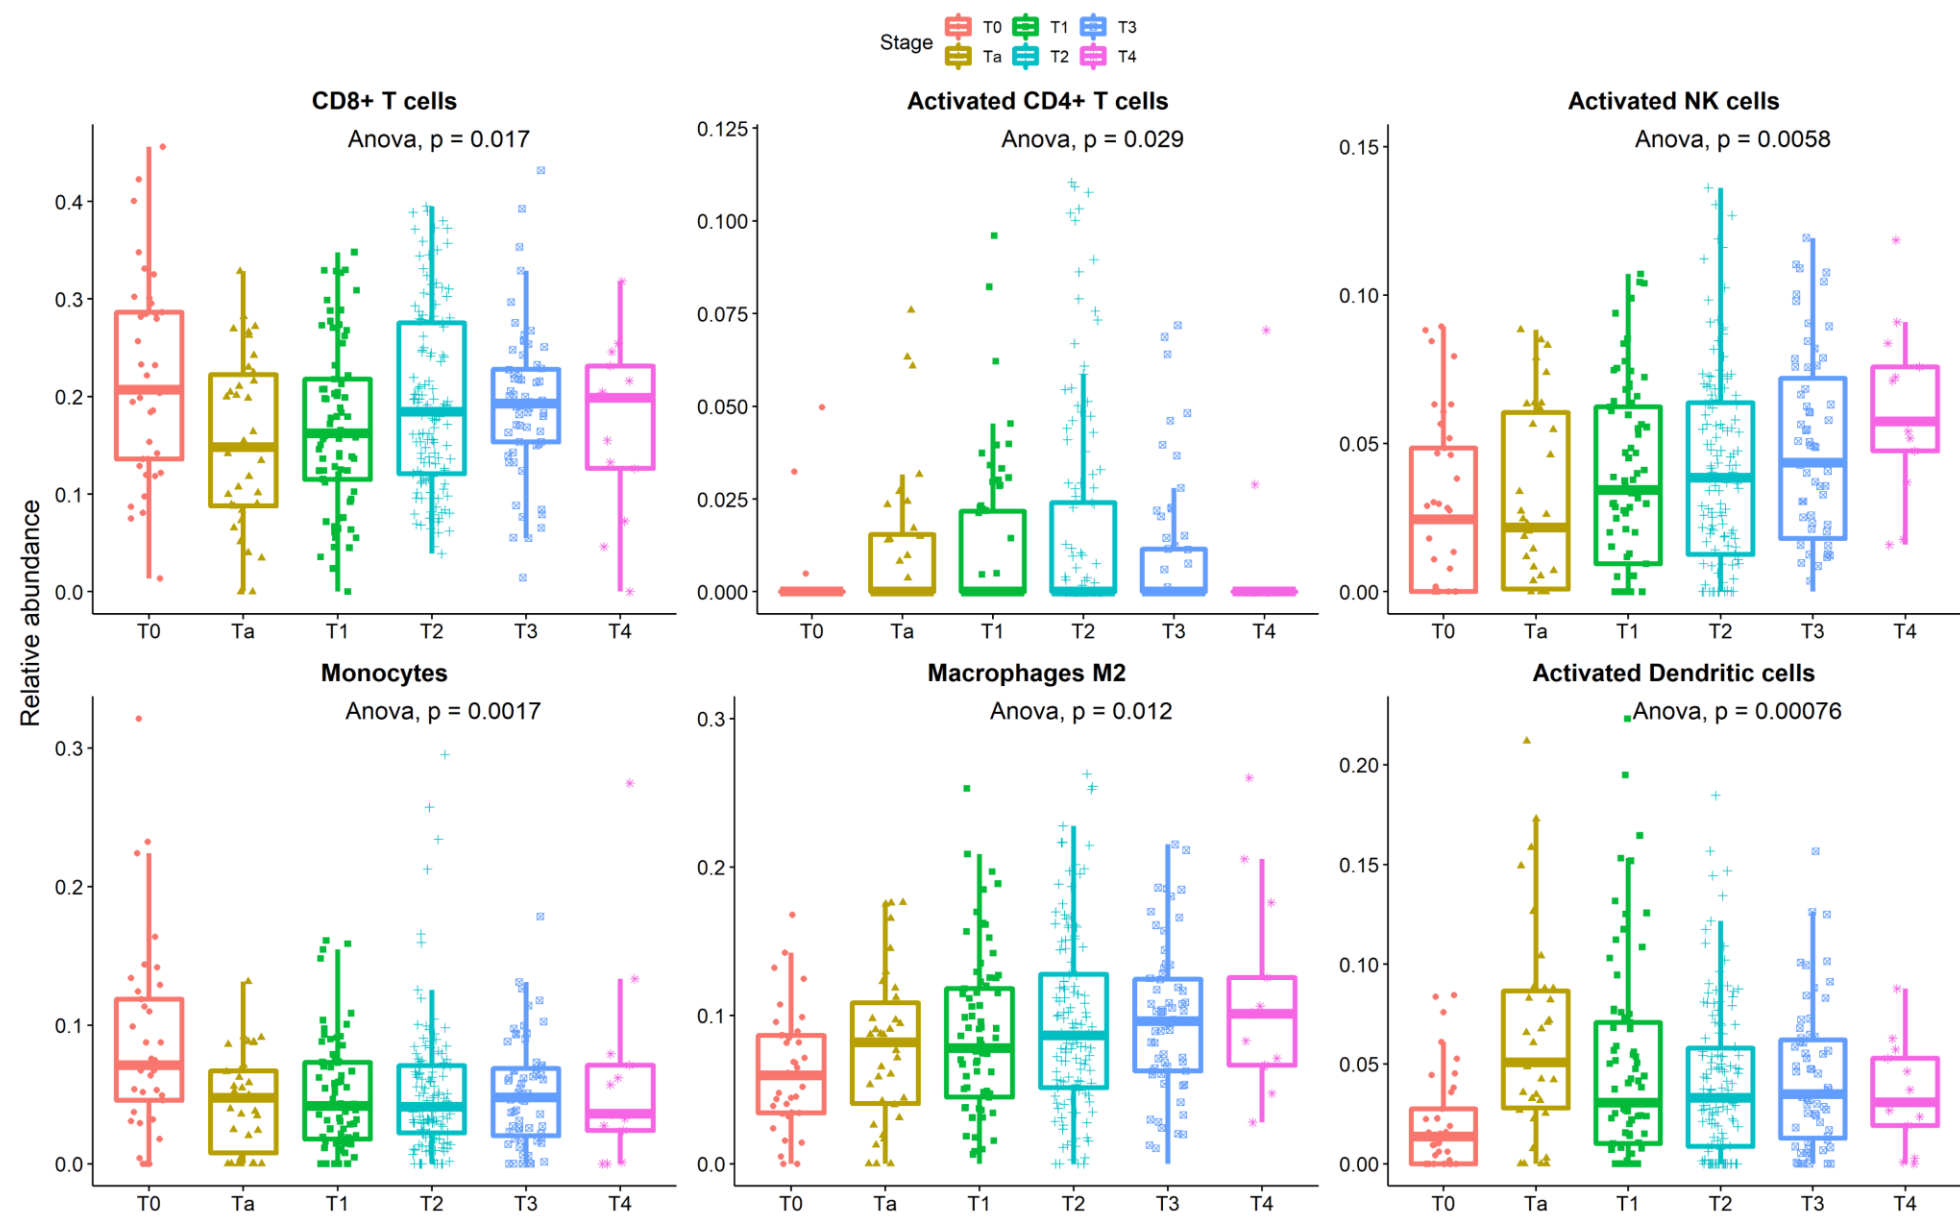 Stage T0 T1 T3
Ta T2 T4
CD8+ T cells
Anova, p = 0.017
0.4
0.3
0.2
0.1
0.0
T0 Ta T1 T2 T3 T4
Activated CD4+ T cells
Anova, p = 0.029
0.125
0.100
0.075
0.050
0.025
0.000
T0 Ta T1 T2 T3 T4
Activated NK cells
Anova, p = 0.0058
0.15
0.10
0.05
0.00
T0 Ta T1 T2 T3 T4
Relative abundance
Monocytes
Anova, p = 0.0017
0.3
0.2
0.1
0.0
T0 Ta T1 T2 T3 T4
Macrophages M2
Anova, p = 0.012
0.3
0.2
0.1
0.0
T0 Ta T1 T2 T3 T4
Activated Dendritic cells
Anova, p = 0.00076
0.20
0.15
0.10
0.05
0.00
T0 Ta T1 T2 T3 T4